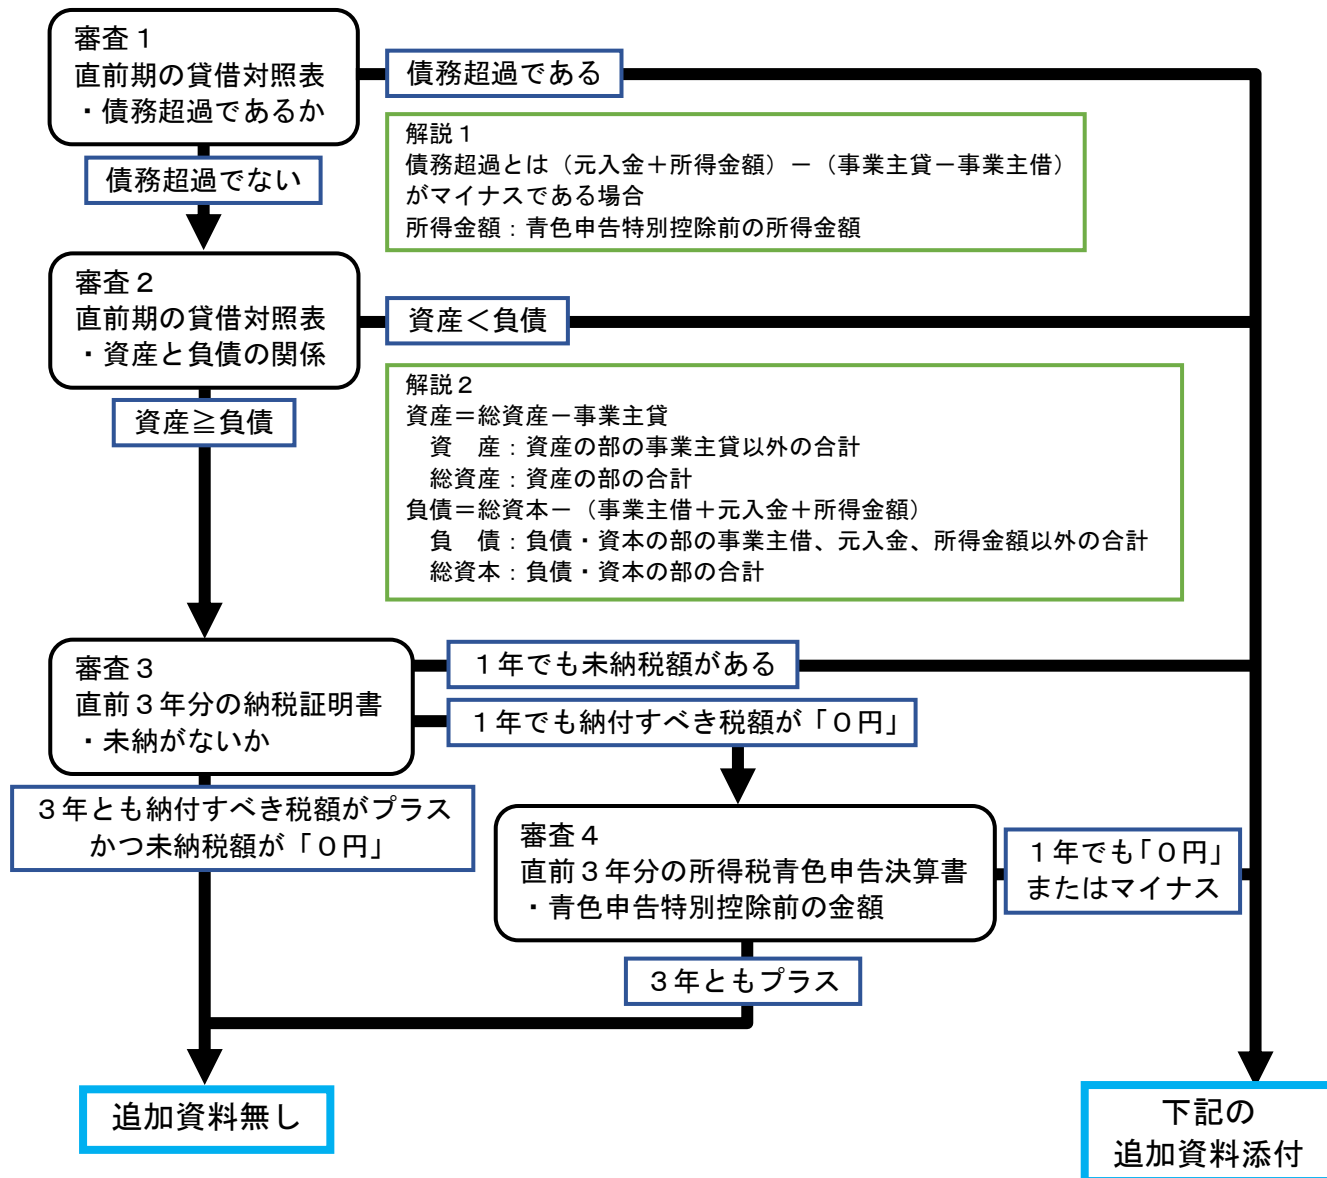 審査１
直前期の貸借対照表
・債務超過であるか
債務超過である
解説１
債務超過とは（元入金＋所得金額）－（事業主貸－事業主借）
がマイナスである場合
所得金額：青色申告特別控除前の所得金額
債務超過でない
審査２
直前期の貸借対照表
・資産と負債の関係
資産＜負債
解説２
資産＝総資産－事業主貸
資　産：資産の部の事業主貸以外の合計
総資産：資産の部の合計
負債＝総資本－（事業主借＋元入金＋所得金額）
負　債：負債・資本の部の事業主借、元入金、所得金額以外の合計
総資本：負債・資本の部の合計
資産≧負債
審査３
直前３年分の納税証明書
・未納がないか
１年でも未納税額がある
１年でも納付すべき税額が「０円」
３年とも納付すべき税額がプラス
かつ未納税額が「０円」
審査４
直前３年分の所得税青色申告決算書
・青色申告特別控除前の金額
１年でも「０円」
またはマイナス
３年ともプラス
追加資料無し
下記の
追加資料添付